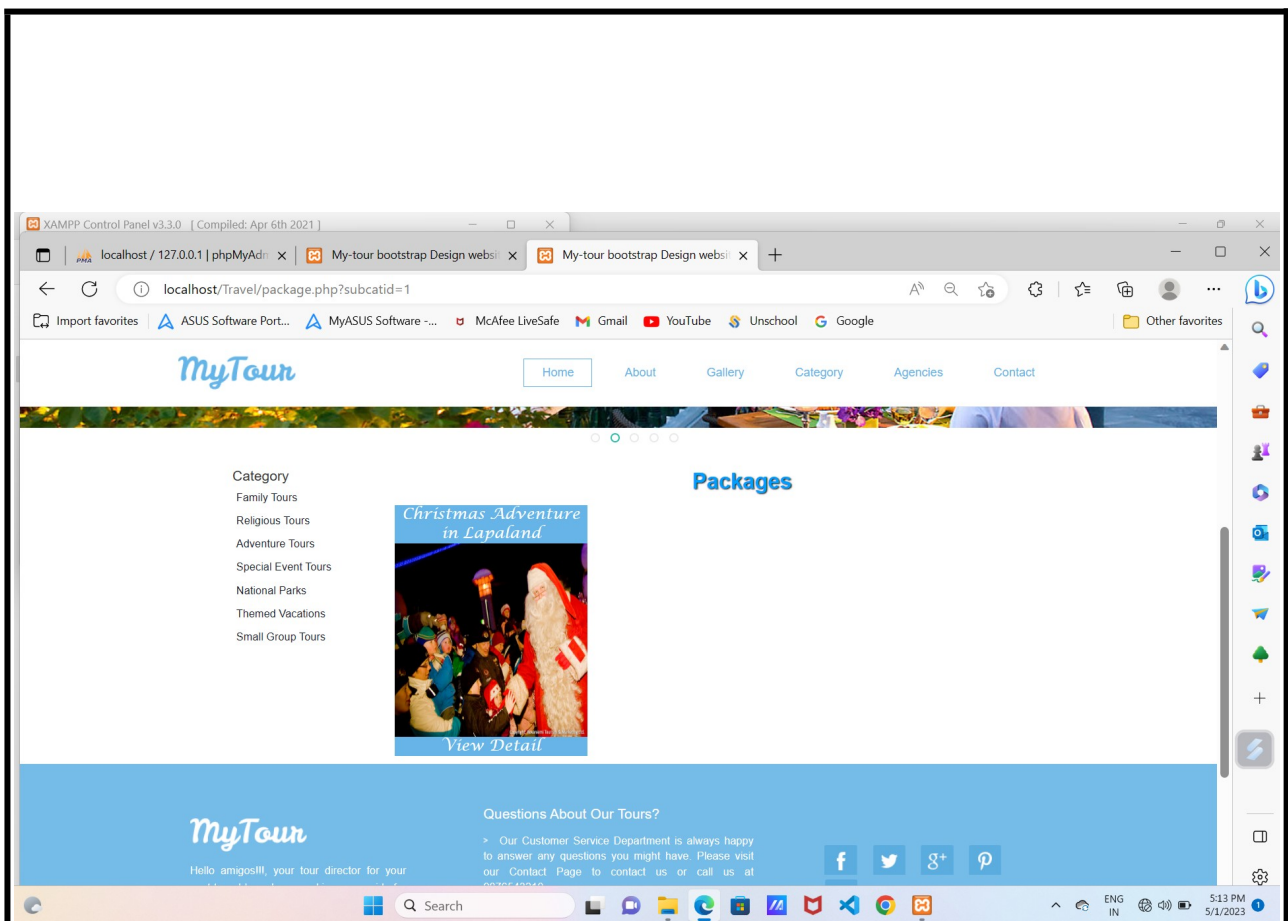 XAMPP Control Panel v3.3.0 [ Compiled: Apr 6th 2021 ]
localhost / 127.0.0.1 | phpMyAdn
My-tour bootstrap Design websit
My-tour bootstrap Design websit
localhost/Travel/package.php?subcatid=1
Import favorites
ASUS Software Port...
MyASUS Software -...
McAfee LiveSafe
Gmail
YouTube
Unschool
Google
Other favorites
MyTour
Home
About
Gallery
Category
Agencies
Contact
Category
Family Tours
Religious Tours
Adventure Tours
Special Event Tours
National Parks
Themed Vacations
Small Group Tours
Packages
Christmas Adventure
in Lapaland
View Detail
MyTour
Hello amigos!!!, your tour director for your
Questions About Our Tours?
> Our Customer Service Department is always happy
to answer any questions you might have. Please visit
our Contact Page to contact us or call us at
Search
ENG
IN
5:13 PM
5/1/2023
1